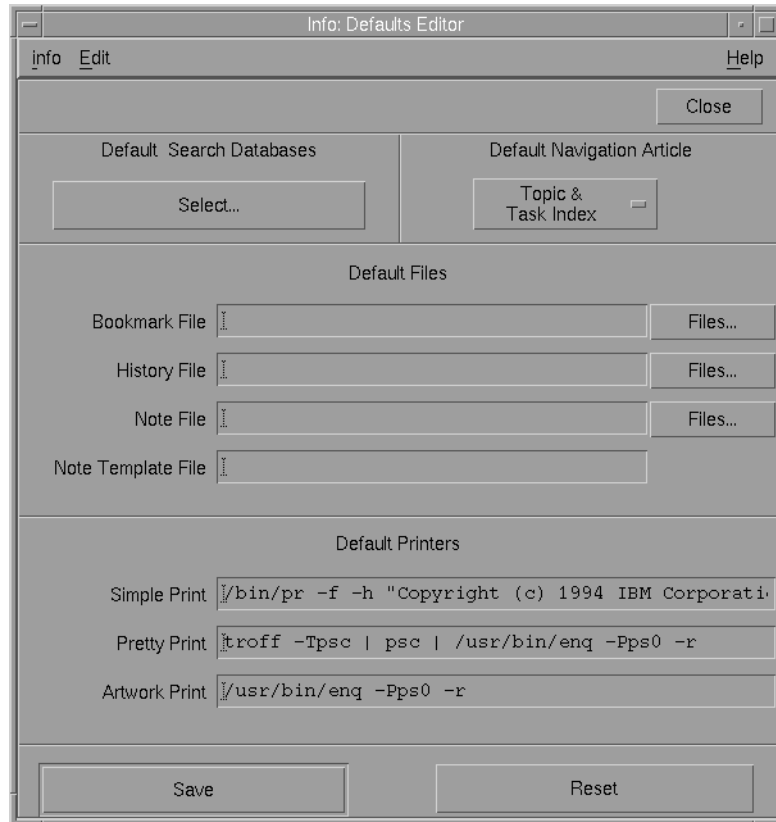 Info: Defaults Editor
info Edit Help
Close
Default Search Databases
Default Navigation Article
Select...
Topic &
Task Index
Default Files
Bookmark File Files...
History File Files...
Note File Files...
Note Template File
Default Printers
Simple Print /bin/pr -f -h "Copyright (c) 1994 IBM Corporati
Pretty Print troff -Tpsc | psc | /usr/bin/enq -Pps0 -r
Artwork Print /usr/bin/enq -Pps0 -r
Save Reset